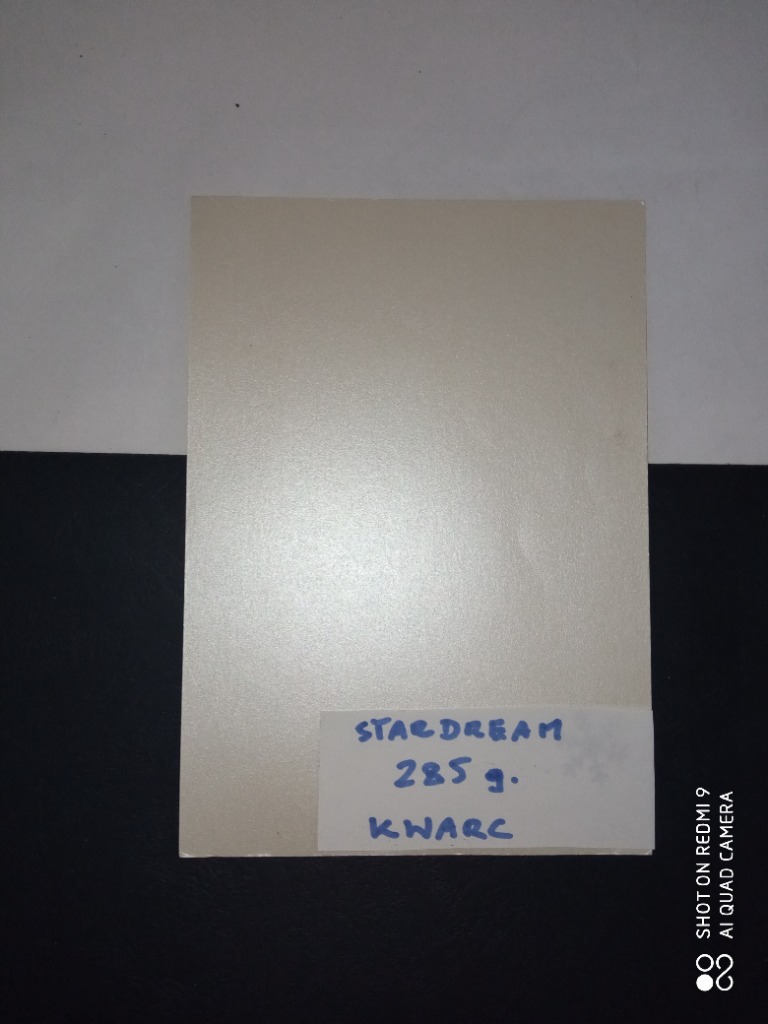 STARDREAM
285 g.
KWARC
SHOT ON REDMI 9
AI QUAD CAMERA